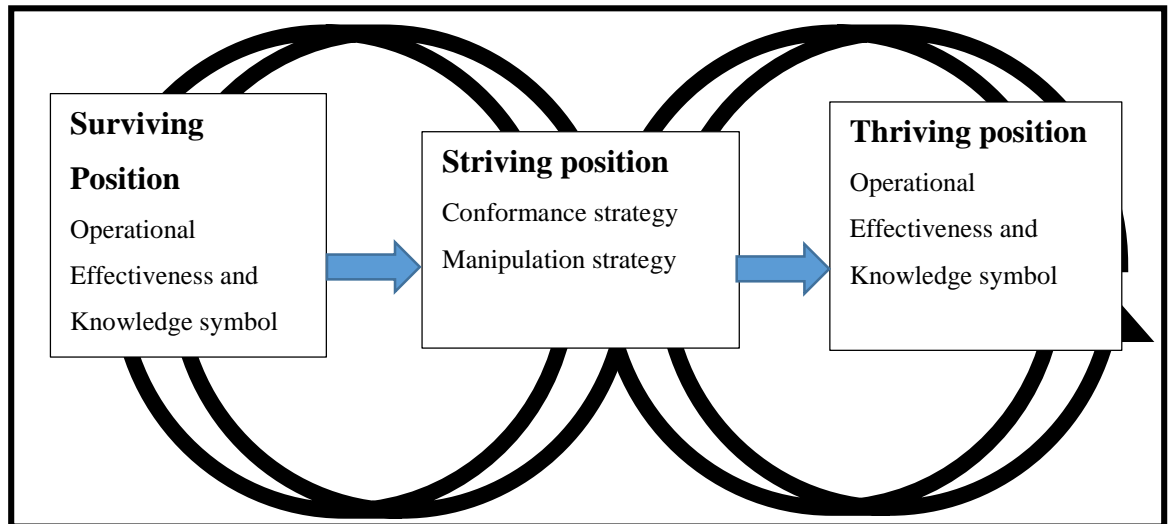 Surviving
Position
Operational
Effectiveness and
Knowledge symbol
Striving position
Conformance strategy
Manipulation strategy
Thriving position
Operational
Effectiveness and
Knowledge symbol